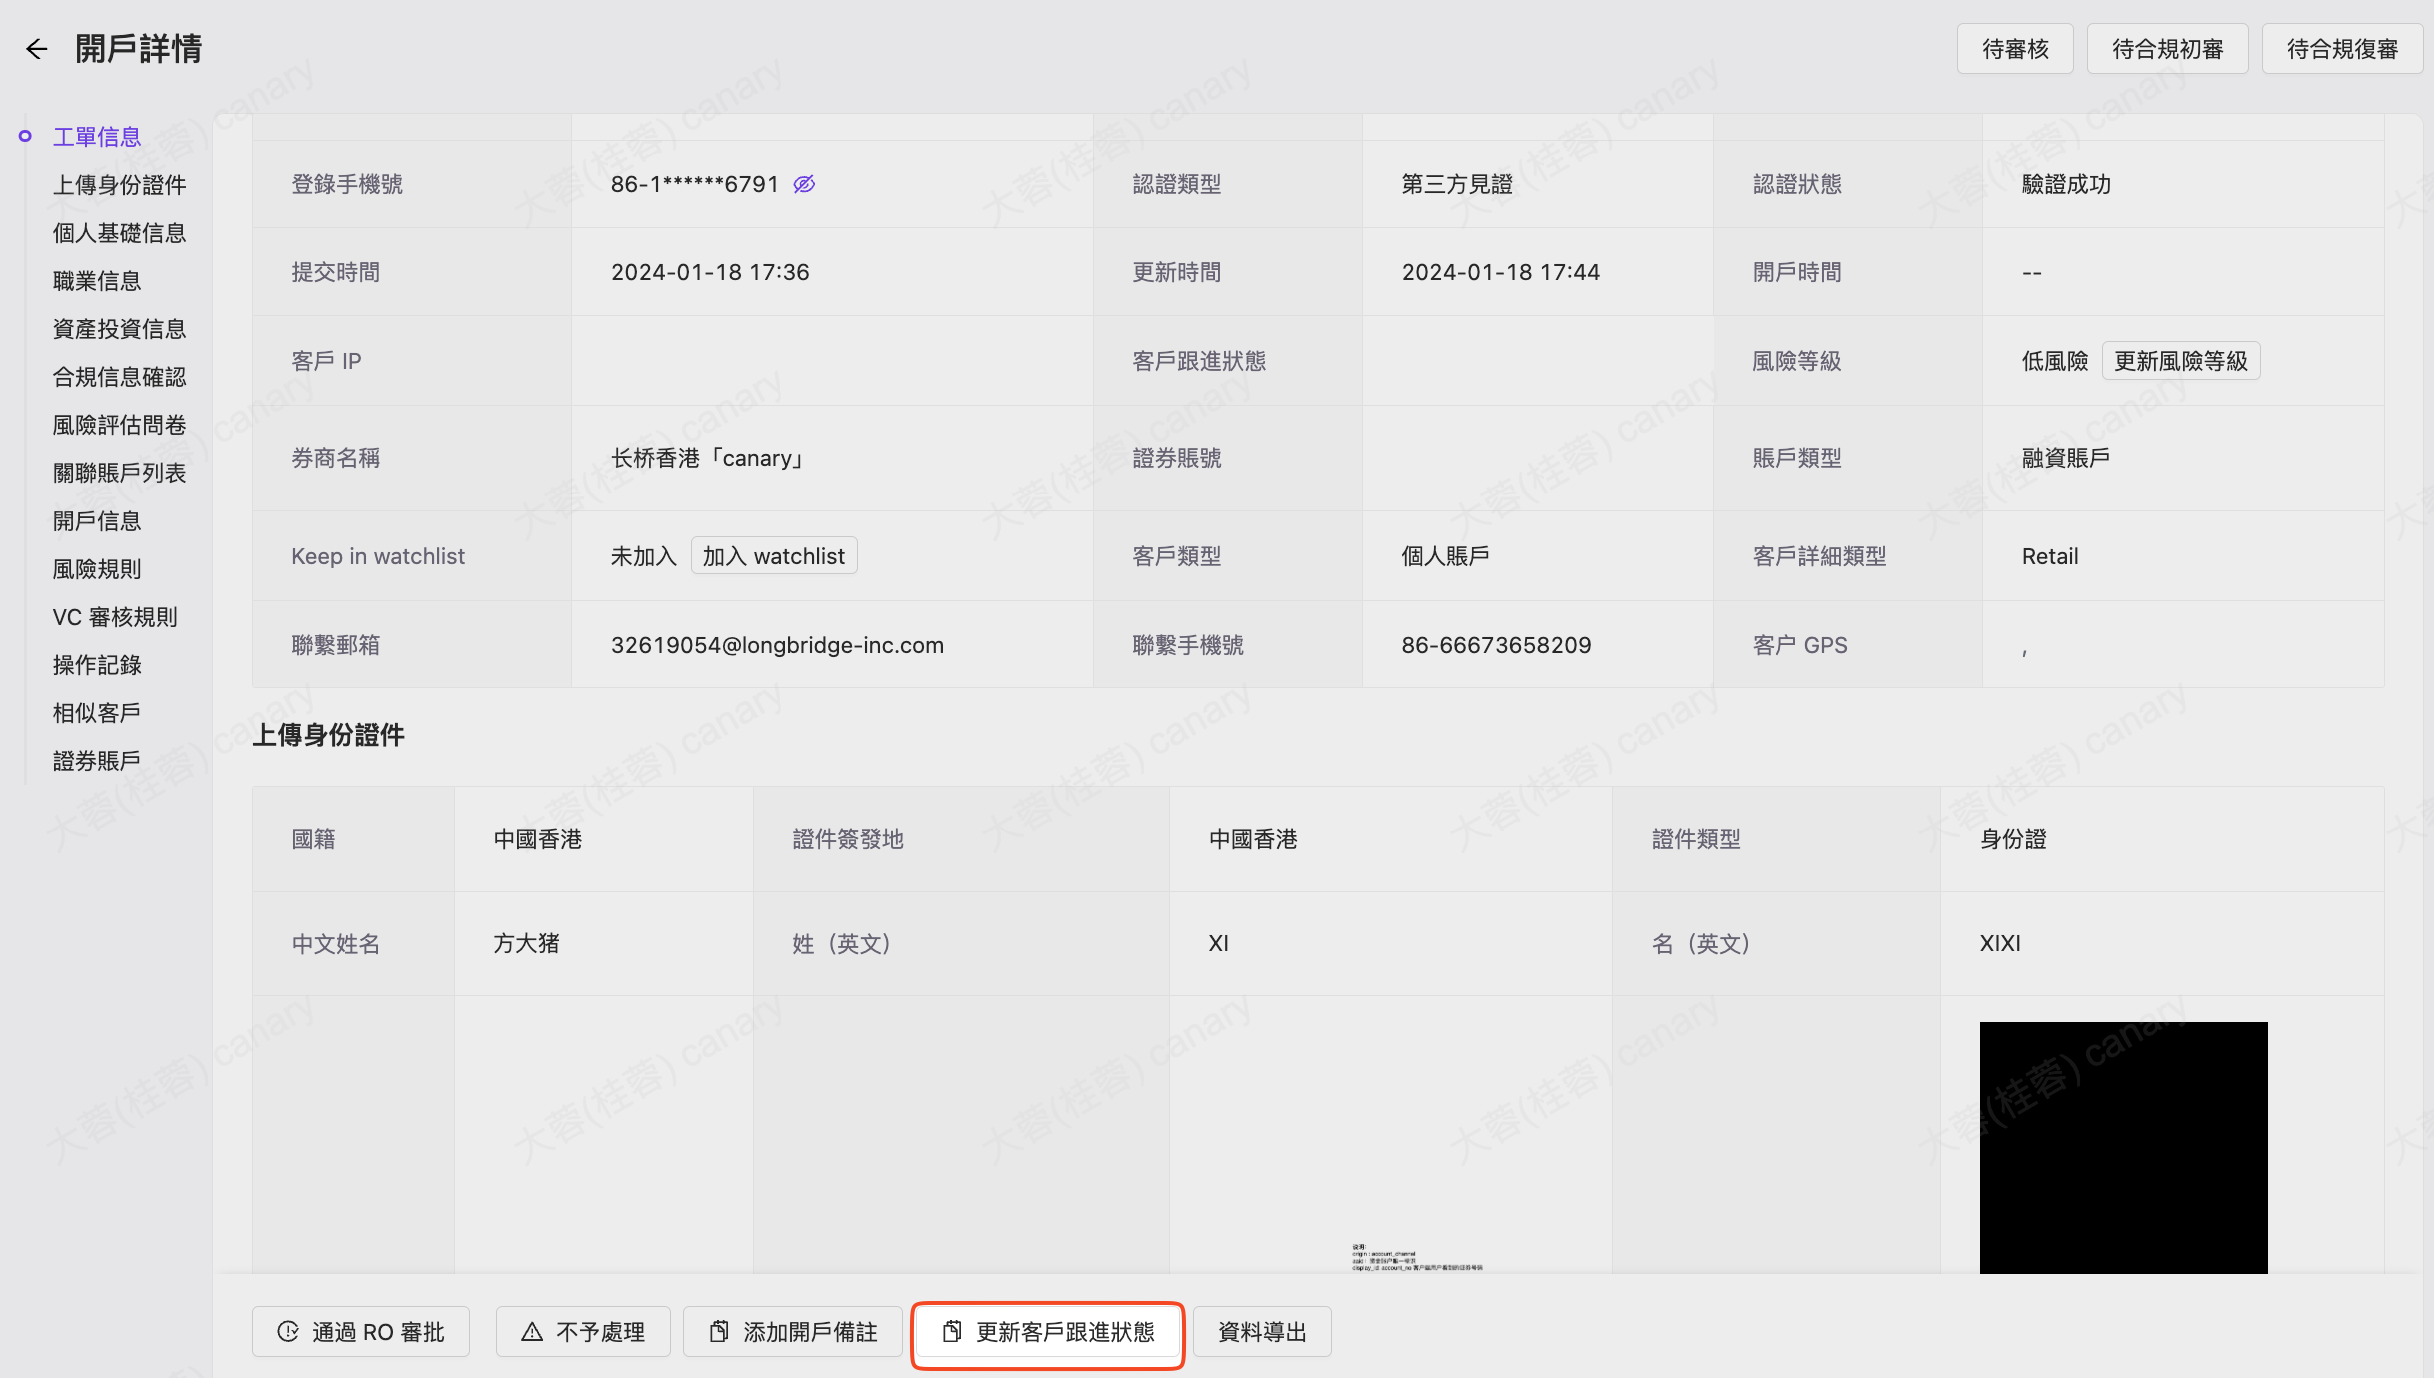 開戶詳情
待審核
待合規初審
待合規復審
工單信息
上傳身份證件
個人基礎信息
職業信息
資產投資信息
合規信息確認
風險評估問卷
關聯賬戶列表
開戶信息
風險規則
VC 審核規則
操作記錄
相似客戶
證券賬戶
登錄手機號 86-1******6791 認證類型 第三方見證 認證狀態 驗證成功
提交時間 2024-01-18 17:36 更新時間 2024-01-18 17:44 開戶時間 --
客戶 IP 客戶跟進狀態 風險等級 低風險 更新風險等級
券商名稱 长桥香港「canary」 證券賬號 賬戶類型 融資賬戶
Keep in watchlist 未加入 加入 watchlist 客戶類型 個人賬戶 客戶詳細類型 Retail
聯繫郵箱 32619054@longbridge-inc.com 聯繫手機號 86-66673658209 客户 GPS ,
上傳身份證件
國籍 中國香港 證件簽發地 中國香港 證件類型 身份證
中文姓名 方大猪 姓（英文） XI 名（英文） XIXI
说明:
origin : account_channel
通過 RO 審批
不予處理
添加開戶備註
更新客戶跟進狀態
資料導出
大蓉(桂蓉) canary